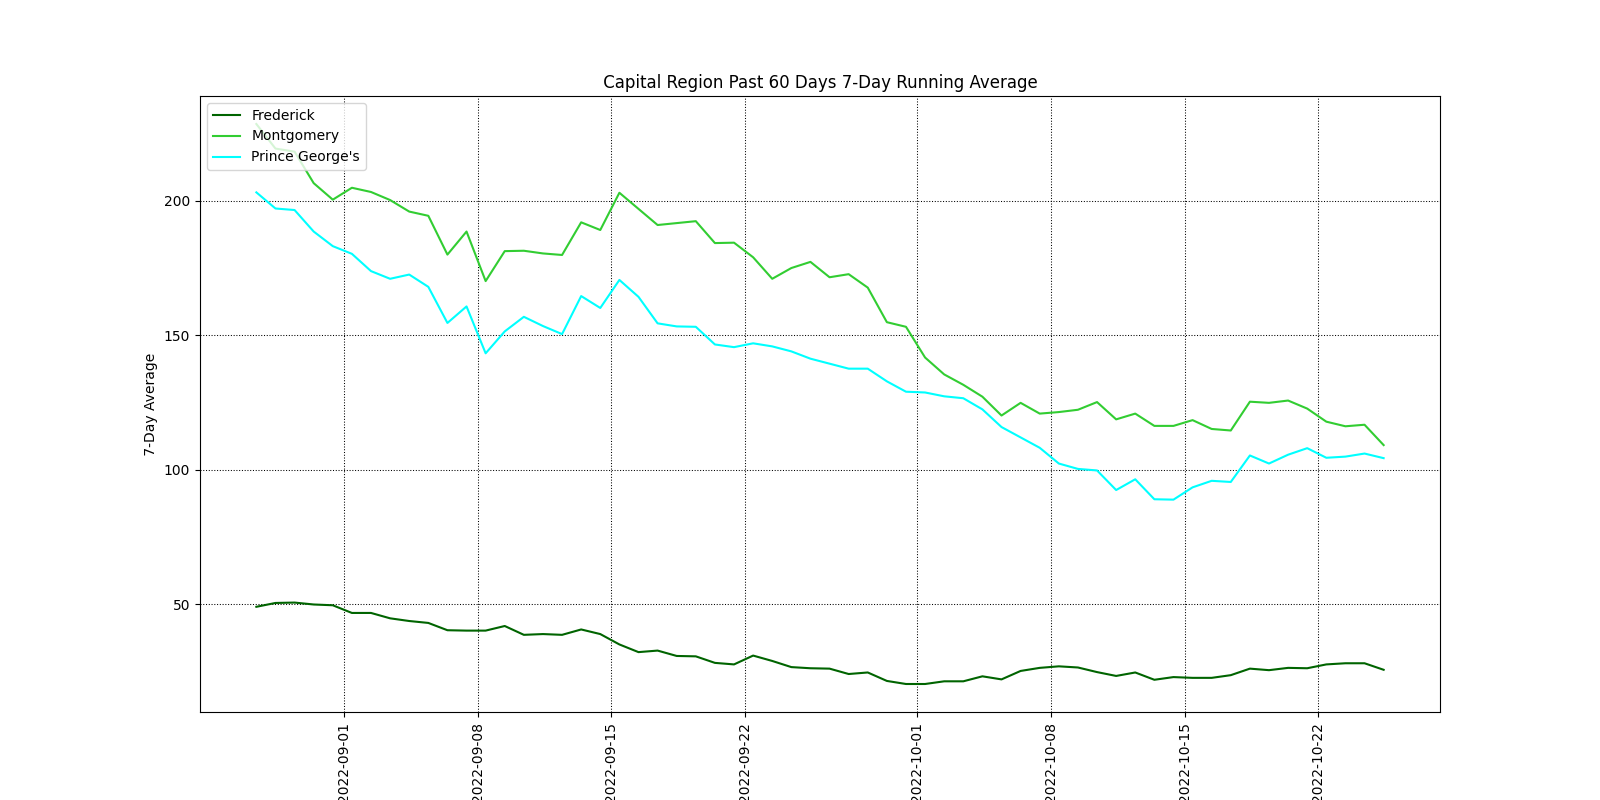 Capital Region Past 60 Days 7-Day Running Average
Frederick
Montgomery
Prince George's
7-Day Average
200
150
100
50
2022-09-01
2022-09-08
2022-09-15
2022-09-22
2022-10-01
2022-10-08
2022-10-15
2022-10-22